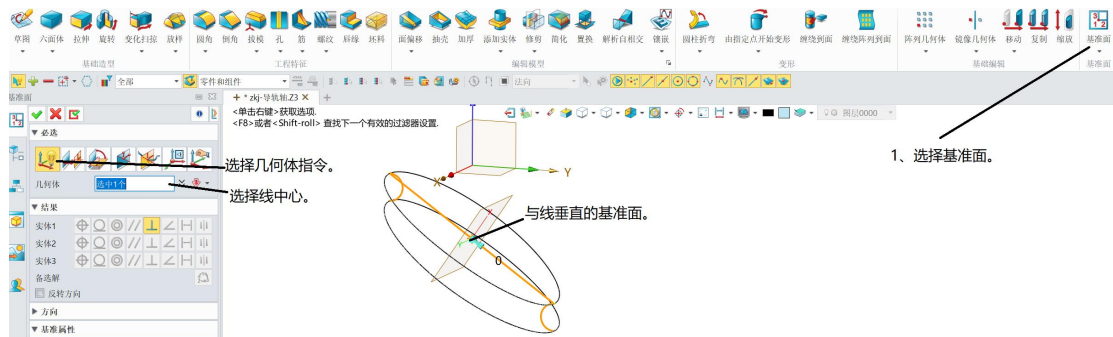 草图 六面体 拉伸 旋转 变化扫掠 放样 圆角 倒角 拔模 孔 筋 螺纹 唇缘 坯料 面偏移 抽壳 加厚 添加实体 修剪 简化 置换 解析自相交 镶嵌 圆柱折弯 由指定点开始变形 缠绕到面 缠绕阵列到面 阵列几何体 镜像几何体 移动 复制 缩放 基准面
基础造型 工程特征 编辑模型 变形 基础编辑 基准面
全部 零件和组件 法向
基准面
+ * zkj-导轨轴.Z3 × +
<单击右键>获取选项.
<F8>或者<Shift-roll> 查找下一个有效的过滤器设置.
图层0000
▼ 必选
选择几何体指令。
1、选择基准面。
几何体 选中1个
选择线中心。
X
Y
▼ 结果
与线垂直的基准面。
实体1
实体2
实体3
0
备选解
反转方向
▶ 方向
▼ 基准属性